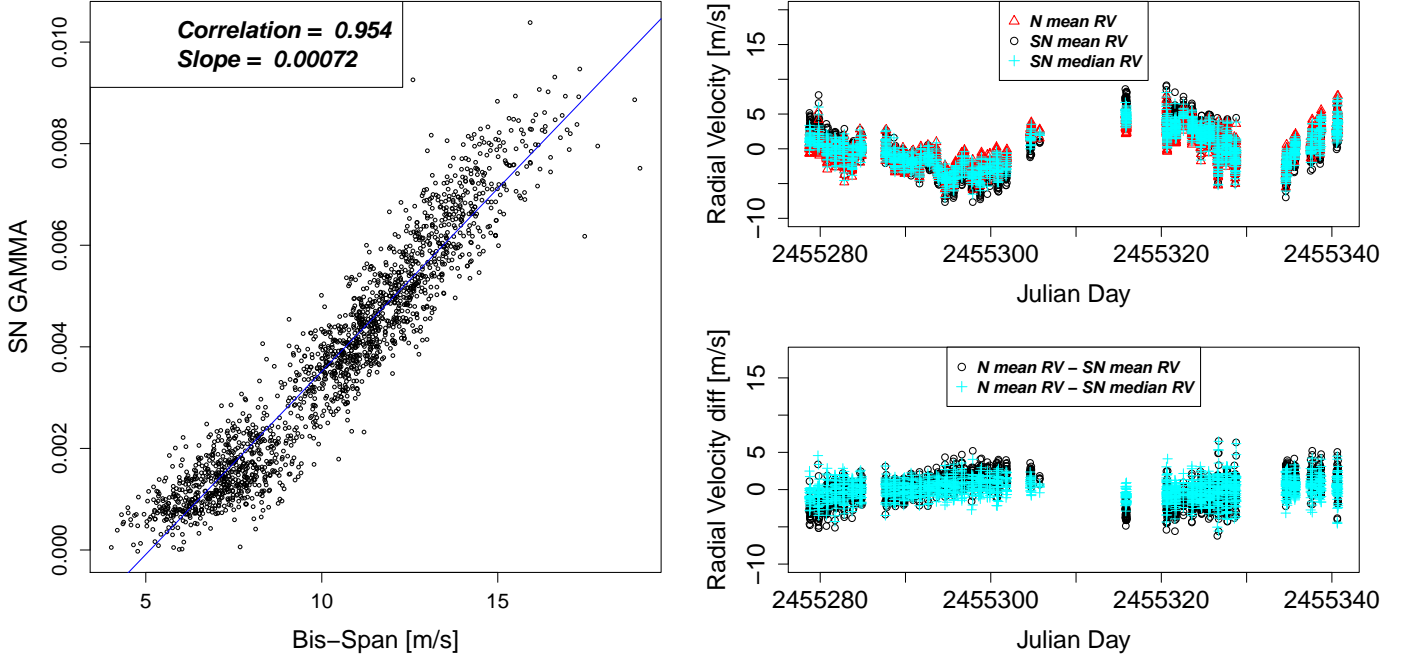 Correlation = 0.954
Slope = 0.00072
SN GAMMA
0.010
0.008
0.006
0.004
0.002
0.000
5
10
15
Bis−Span [m/s]
N mean RV
SN mean RV
SN median RV
Radial Velocity [m/s]
15
5
0
−10
2455280
2455300
2455320
2455340
Julian Day
N mean RV − SN mean RV
N mean RV − SN median RV
Radial Velocity diff [m/s]
15
5
0
−10
2455280
2455300
2455320
2455340
Julian Day